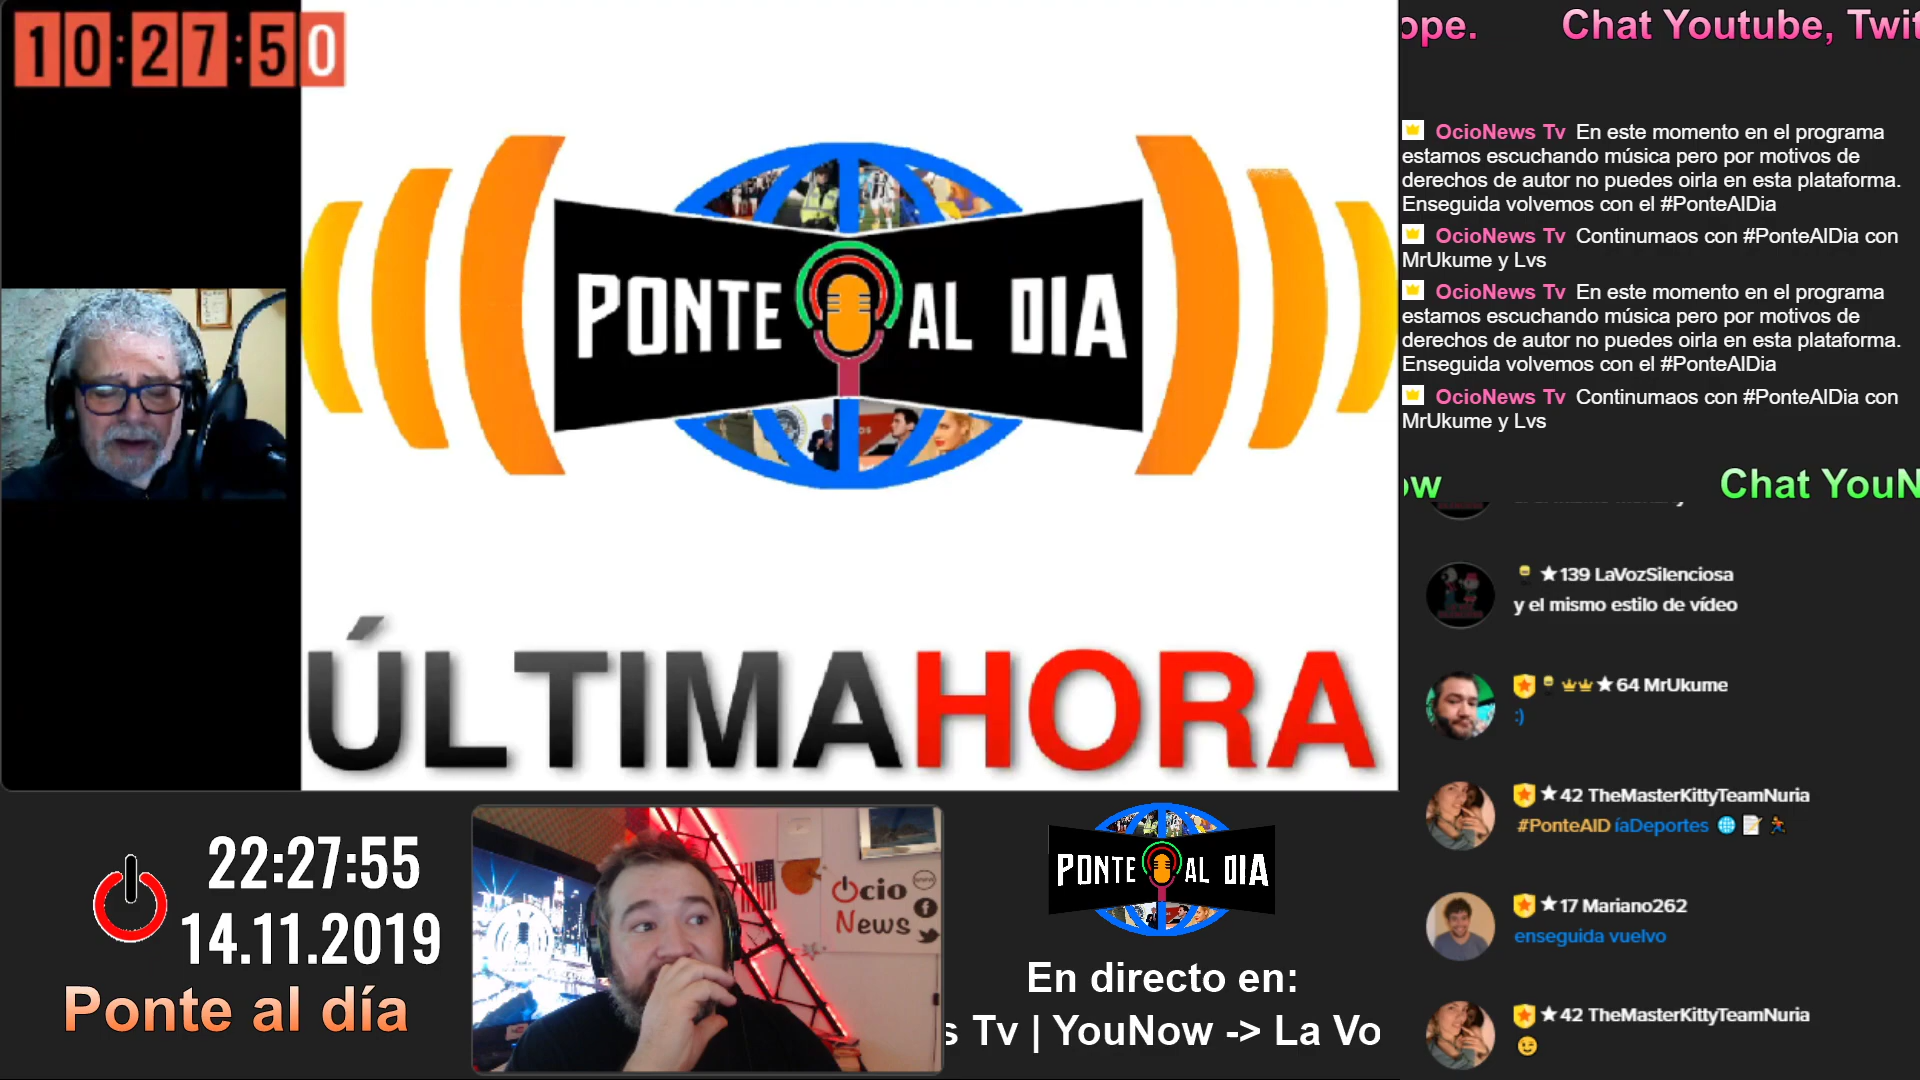 10:27:50
PONTE AL DIA
ÚLTIMAHORA
22:27:55
14.11.2019
Ponte al día
Ocio
News
PONTE AL DIA
En directo en:
s Tv | YouNow -> La Vo
ope. Chat Youtube, Twit
OcioNews Tv En este momento en el programa
estamos escuchando música pero por motivos de
derechos de autor no puedes oirla en esta plataforma.
Enseguida volvemos con el #PonteAlDia
OcioNews Tv Continumaos con #PonteAlDia con
MrUkume y Lvs
OcioNews Tv En este momento en el programa
estamos escuchando música pero por motivos de
derechos de autor no puedes oirla en esta plataforma.
Enseguida volvemos con el #PonteAlDia
OcioNews Tv Continumaos con #PonteAlDia con
MrUkume y Lvs
ow Chat YouN
★139 LaVozSilenciosa
y el mismo estilo de vídeo
★64 MrUkume
:)
★42 TheMasterKittyTeamNuria
#PonteAlD íaDeportes 🌐📝🏃
★17 Mariano262
enseguida vuelvo
★42 TheMasterKittyTeamNuria
😉